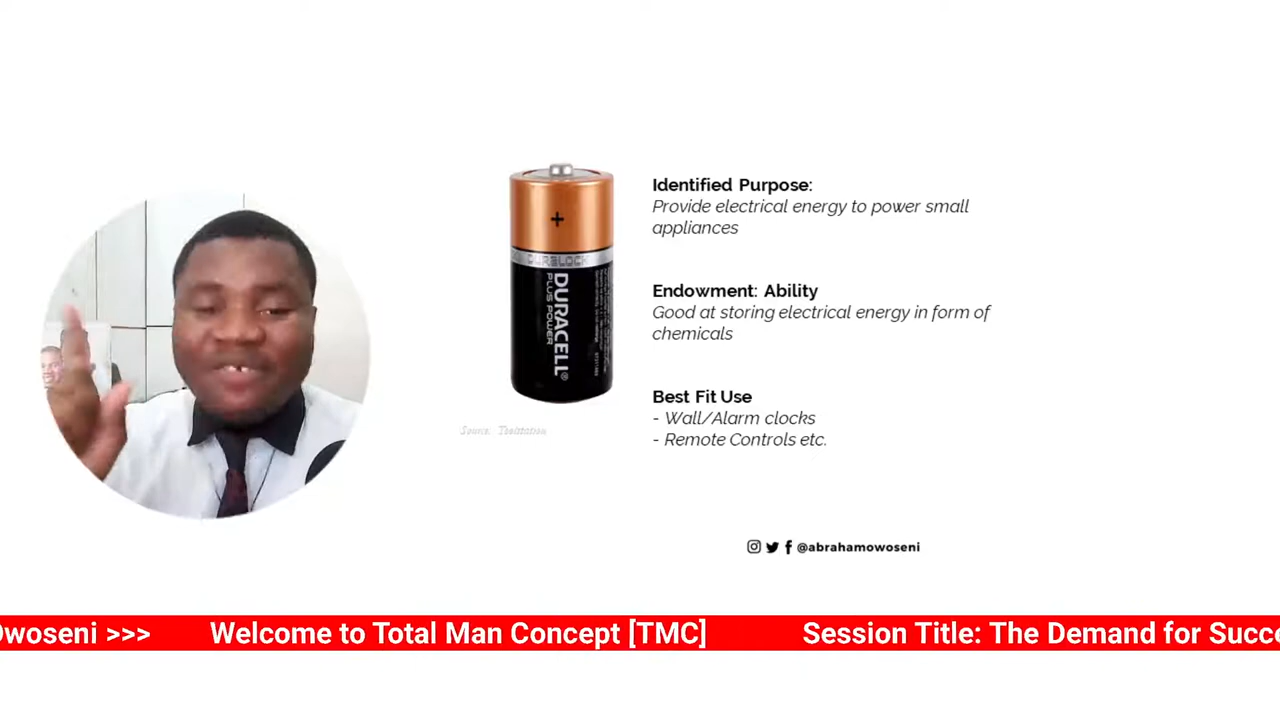 Identified Purpose:
Provide electrical energy to power small
appliances
Endowment: Ability
Good at storing electrical energy in form of
chemicals
Best Fit Use
- Wall/Alarm clocks
- Remote Controls etc.
+
DURALOCK
DURACELL®
PLUS POWER
@abrahamowoseni
Owoseni >>>
Welcome to Total Man Concept [TMC]
Session Title: The Demand for Succe